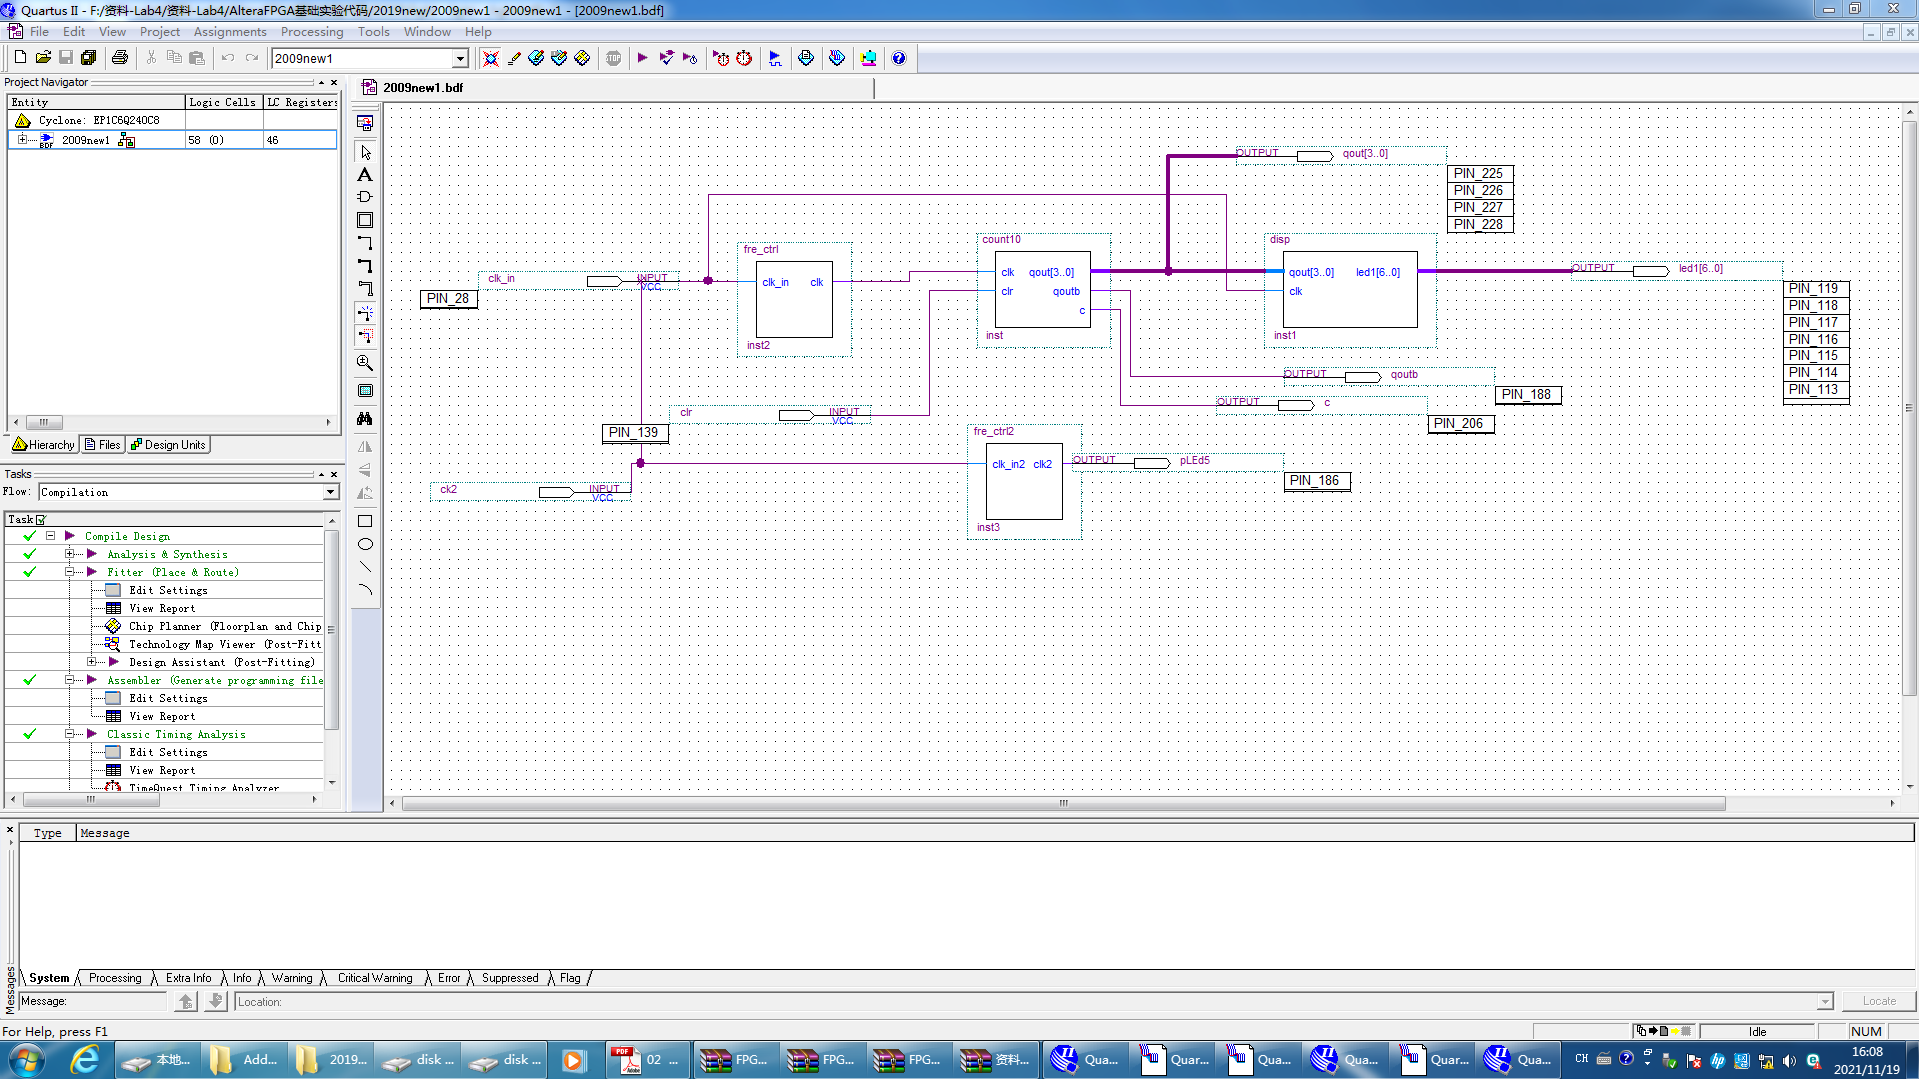 Quartus II - F:/资料-Lab4/资料-Lab4/AlteraFPGA基础实验代码/2019new/2009new1 - 2009new1 - [2009new1.bdf]
File Edit View Project Assignments Processing Tools Window Help
2009new1
Project Navigator
Entity Logic Cells LC Registers
Cyclone: EP1C6Q240C8
2009new1 58 (0) 46
Hierarchy Files Design Units
Tasks
Flow: Compilation
Task
Compile Design
Analysis & Synthesis
Fitter (Place & Route)
Edit Settings
View Report
Chip Planner (Floorplan and Chip
Technology Map Viewer (Post-Fitt
Design Assistant (Post-Fitting)
Assembler (Generate programming file
Edit Settings
View Report
Classic Timing Analysis
Edit Settings
View Report
TimeQuest Timing Analyzer
2009new1.bdf
OUTPUT qout[3..0]
PIN_225
PIN_226
PIN_227
PIN_228
clk_in INPUT
VCC
PIN_28
fre_ctrl
clk_in clk
inst2
count10
clk qout[3..0]
clr qoutb
c
inst
disp
qout[3..0] led1[6..0]
clk
inst1
OUTPUT led1[6..0]
PIN_119
PIN_118
PIN_117
PIN_116
PIN_115
PIN_114
PIN_113
OUTPUT qoutb
PIN_188
OUTPUT c
PIN_206
clr INPUT
VCC
PIN_139
fre_ctrl2
clk_in2 clk2
inst3
OUTPUT pLEd5
PIN_186
ck2 INPUT
VCC
Type Message
System Processing Extra Info Info Warning Critical Warning Error Suppressed Flag
Messages
Message: Location: Locate
For Help, press F1
Idle NUM
本地... Add... 2019... disk ... disk ... 02 ... FPG... FPG... FPG... 资料... Qua... Quar... Qua... Qua... Quar... Qua...
CH
16:08
2021/11/19